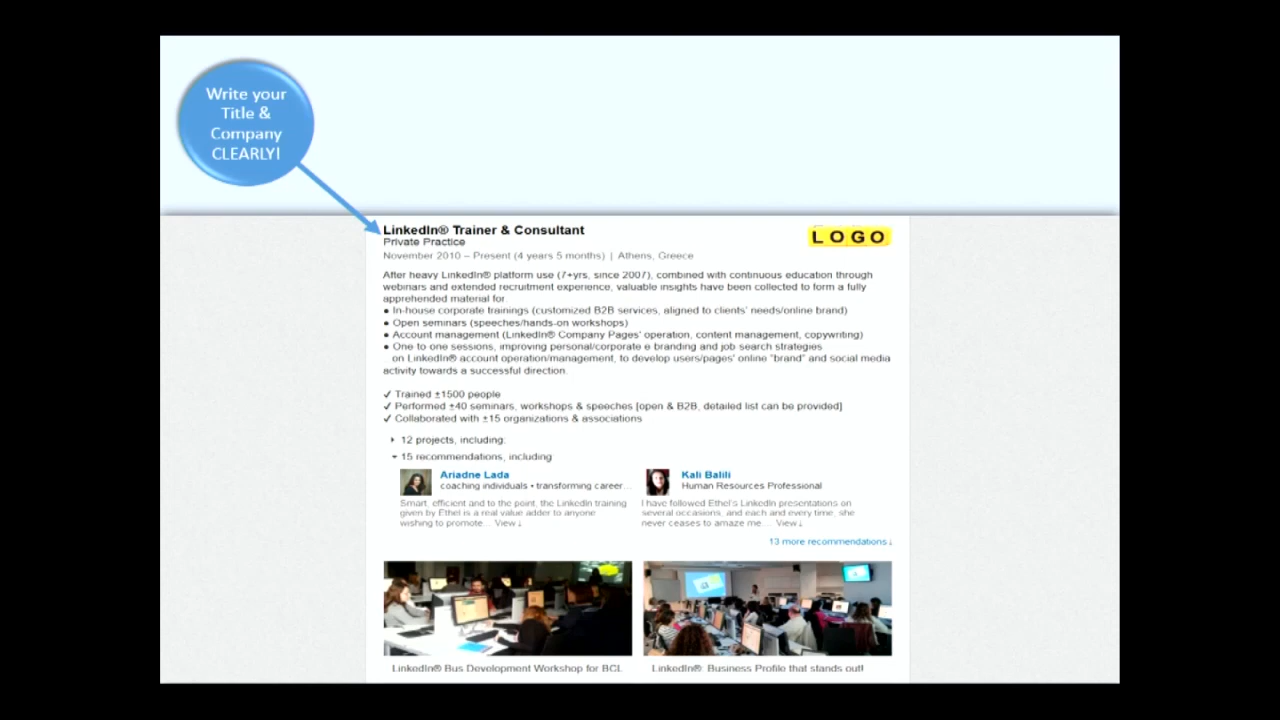 Write your
Title &
Company
CLEARLY!
LinkedIn® Trainer & Consultant
Private Practice
LOGO
November 2010 – Present (4 years 5 months) | Athens, Greece
After heavy LinkedIn® platform use (7+yrs, since 2007), combined with continuous education through
webinars and extended recruitment experience, valuable insights have been collected to form a fully
apprehended material for:
● In-house corporate trainings (customized B2B services, aligned to clients' needs/online brand)
● Open seminars (speeches/hands-on workshops)
● Account management (LinkedIn® Company Pages' operation, content management, copywriting)
● One to one sessions, improving personal/corporate e-branding and job search strategies
on LinkedIn® account operation/management, to develop users/pages' online "brand" and social media
activity towards a successful direction.
✓ Trained ±1500 people
✓ Performed ±40 seminars, workshops & speeches [open & B2B, detailed list can be provided]
✓ Collaborated with ±15 organizations & associations
12 projects, including:
15 recommendations, including
Ariadne Lada
coaching individuals • transforming career...
Smart, efficient and to the point, the LinkedIn training
given by Ethel is a real value adder to anyone
wishing to promote... View↓
Kali Balili
Human Resources Professional
I have followed Ethel's LinkedIn presentations on
several occasions, and each and every time, she
never ceases to amaze me.... View↓
13 more recommendations↓
LinkedIn® Bus Development Workshop for BCL
LinkedIn®: Business Profile that stands out!